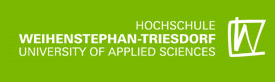 HOCHSCHULE
WEIHENSTEPHAN-TRIESDORF
UNIVERSITY OF APPLIED SCIENCES